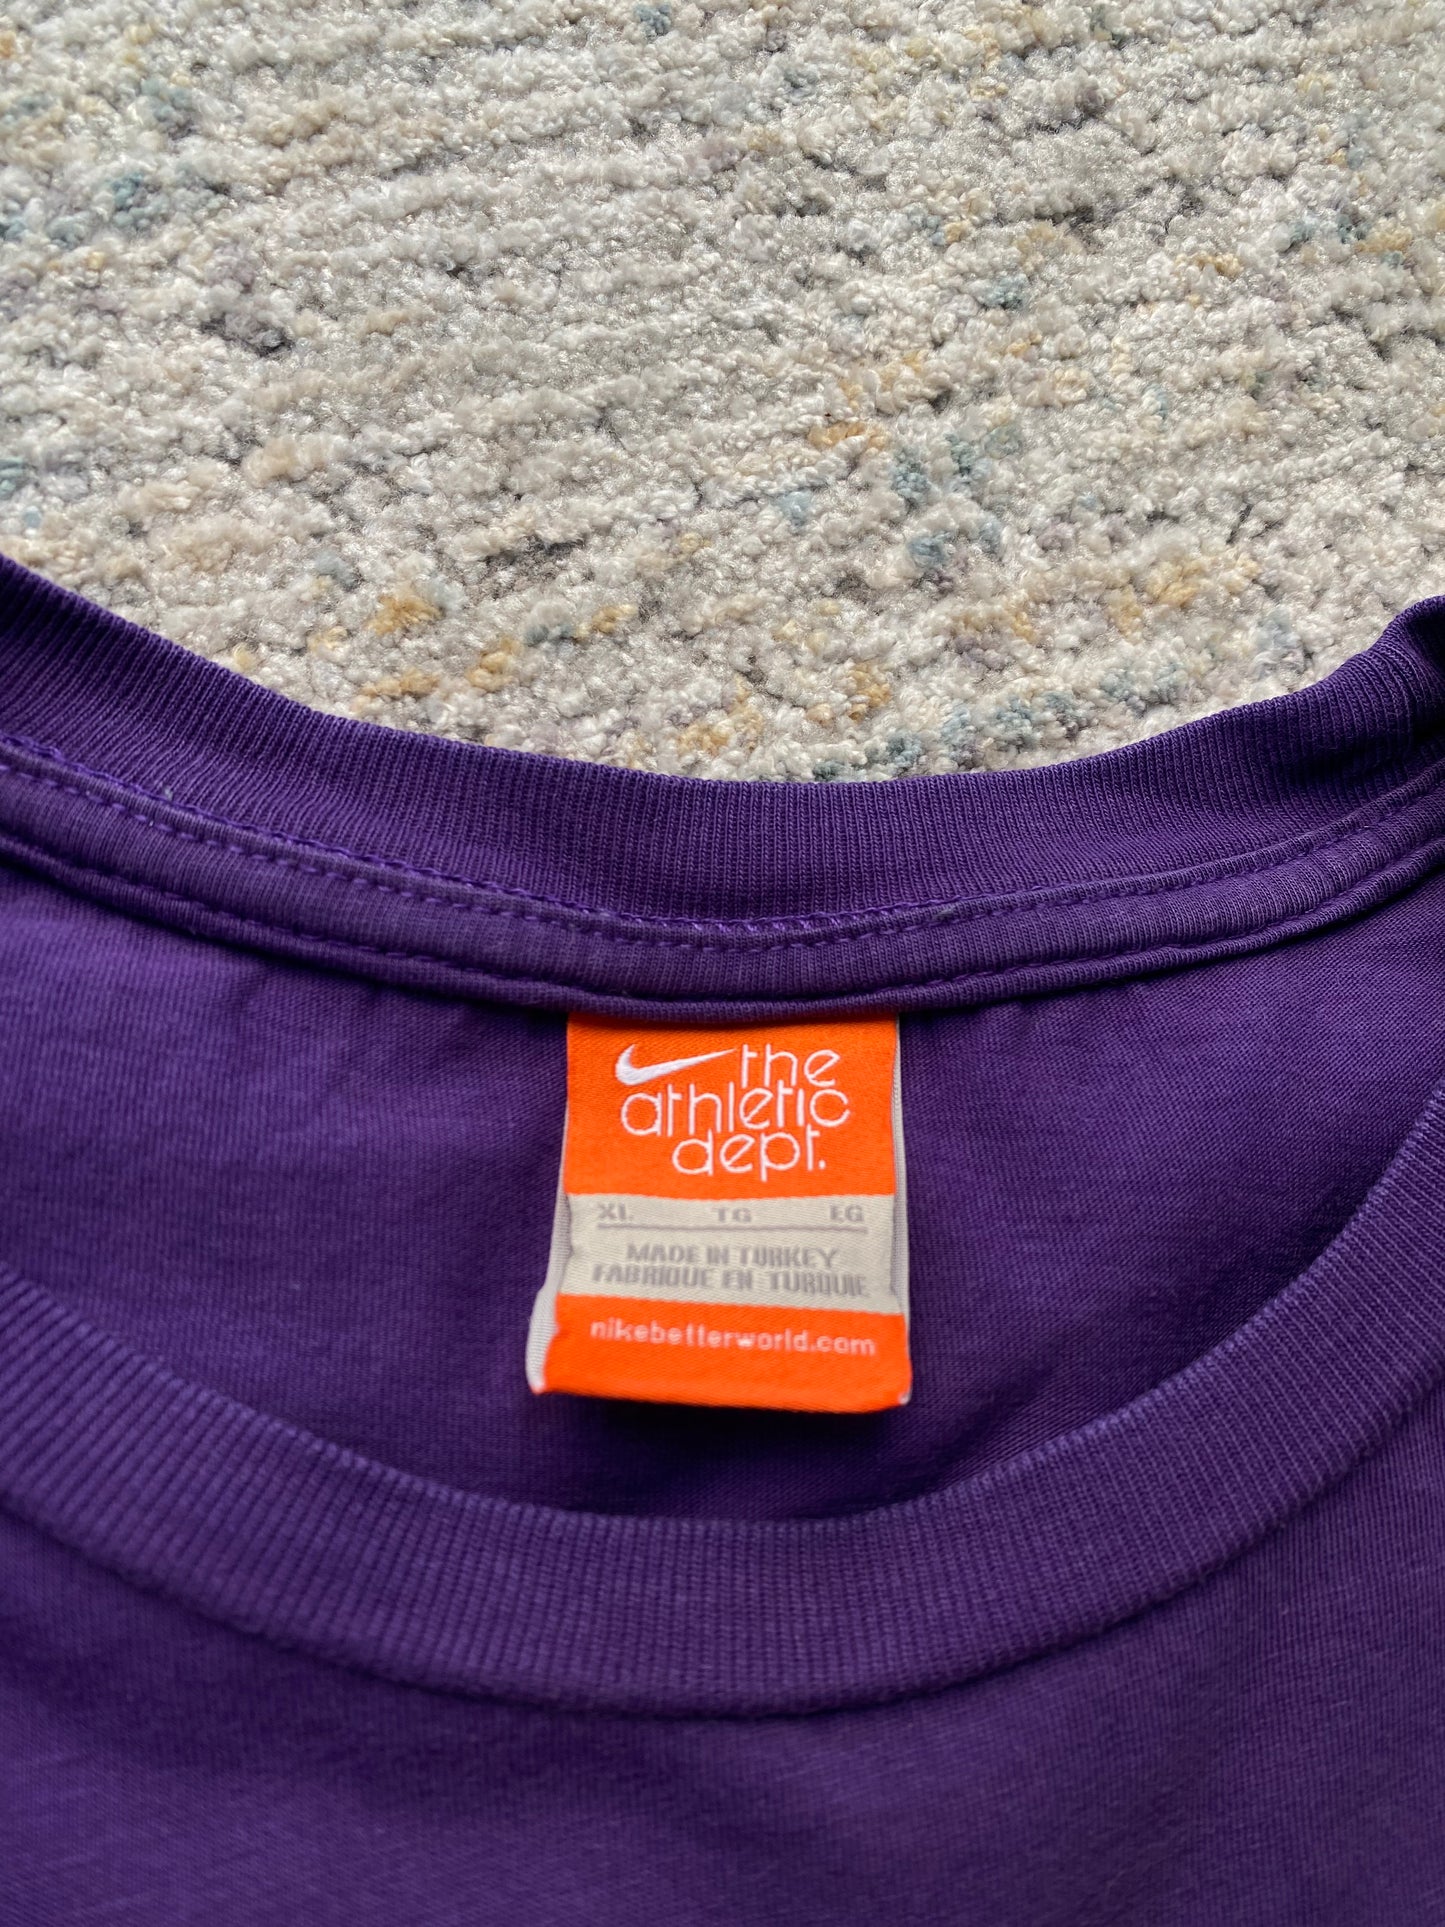 the
athletic
dept.
XL TG EG
MADE IN TURKEY
FABRIQUE EN TURQUIE
nikebetterworld.com